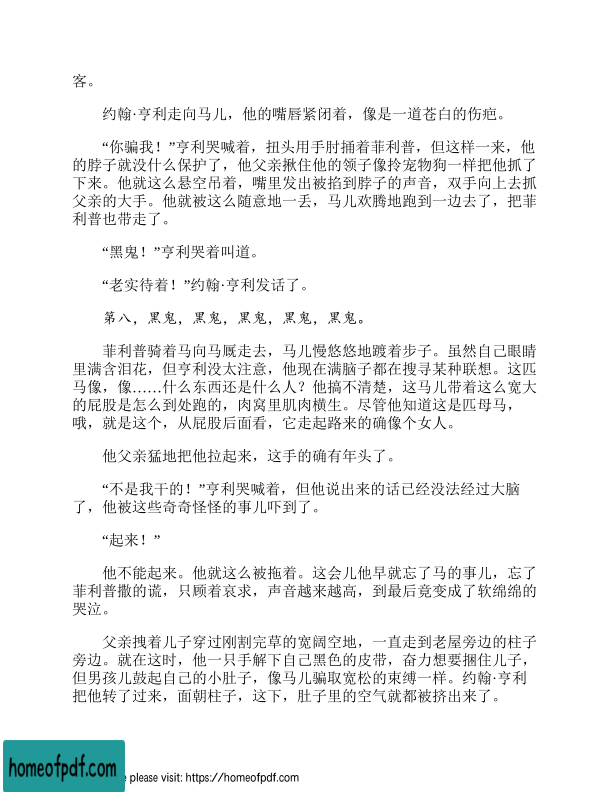 客。
约翰·亨利走向马儿，他的嘴唇紧闭着，像是一道苍白的伤疤。
“你骗我！”亨利哭喊着，扭头用手肘捅着菲利普，但这样一来，他
的脖子就没什么保护了，他父亲揪住他的领子像拎宠物狗一样把他抓了
下来。他就这么悬空吊着，嘴里发出被掐到脖子的声音，双手向上去抓
父亲的大手。他就被这么随意地一丢，马儿欢腾地跑到一边去了，把菲
利普也带走了。
“黑鬼！”亨利哭着叫道。
“老实待着！”约翰·亨利发话了。
第八，黑鬼，黑鬼，黑鬼，黑鬼，黑鬼。
菲利普骑着马向马厩走去，马儿慢悠悠地踱着步子。虽然自己眼睛
里满含泪花，但亨利没太注意，他现在满脑子都在搜寻某种联想。这匹
马像，像……什么东西还是什么人？他搞不清楚，这马儿带着这么宽大
的屁股是怎么到处跑的，肉窝里肌肉横生。尽管他知道这是匹母马，
哦，就是这个，从屁股后面看，它走起路来的确像个女人。
他父亲猛地把他拉起来，这手的确有年头了。
“不是我干的！”亨利哭喊着，但他说出来的话已经没法经过大脑
了，他被这些奇奇怪怪的事儿吓到了。
“起来！”
他不能起来。他就这么被拖着。这会儿他早就忘了马的事儿，忘了
菲利普撒的谎，只顾着哀求，声音越来越高，到最后竟变成了软绵绵的
哭泣。
父亲拽着儿子穿过刚割完草的宽阔空地，一直走到老屋旁边的柱子
旁边。就在这时，他一只手解下自己黑色的皮带，奋力想要捆住儿子，
但男孩儿鼓起自己的小肚子，像马儿骗取宽松的束缚一样。约翰·亨利
把他转了过来，面朝柱子，这下，肚子里的空气就都被挤出来了。
homeofpdf.com
e please visit: https://homeofpdf.com